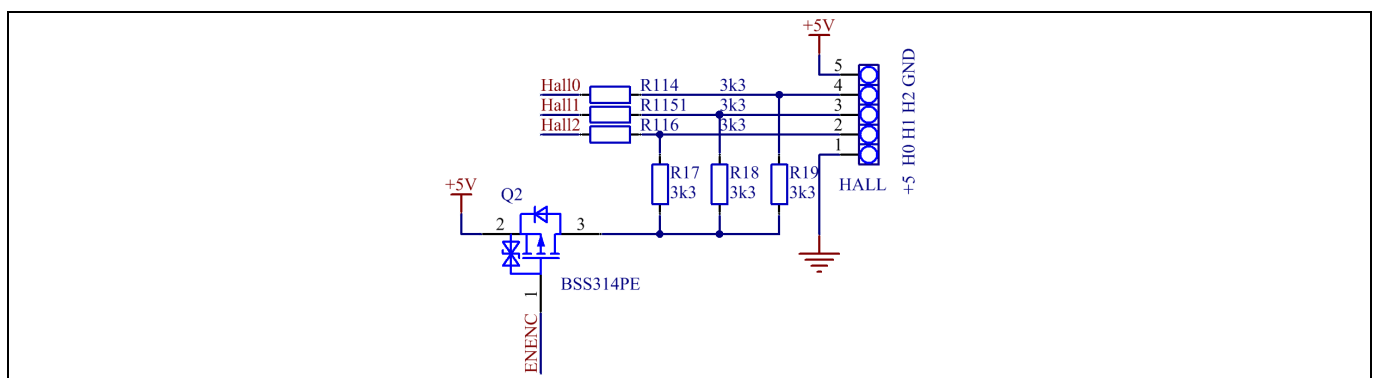 +5V
5
Hall0 R114 3k3 4
Hall1 R1151 3k3 3
Hall2 R116 3k3 2
1
+5 H0 H1 H2 GND
R17 R18 R19
3k3 3k3 3k3
HALL
+5V
Q2
2 3
BSS314PE
1
ENENC